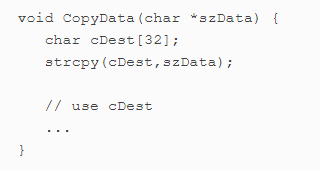 void CopyData(char *szData) {
   char cDest[32];
   strcpy(cDest,szData);

   // use cDest
   ...
}